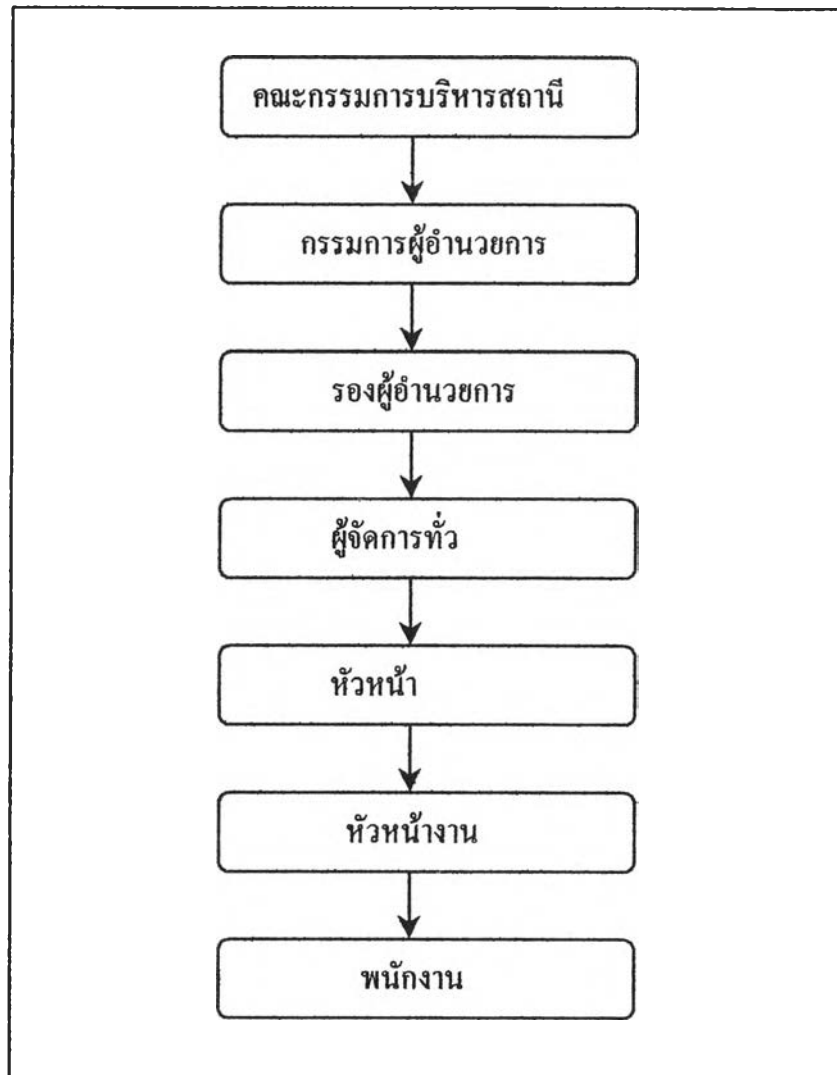 คณะกรรมการบริหารสถานี
กรรมการผู้อำนวยการ
รองผู้อำนวยการ
ผู้จัดการทั่ว
หัวหน้า
หัวหน้างาน
พนักงาน